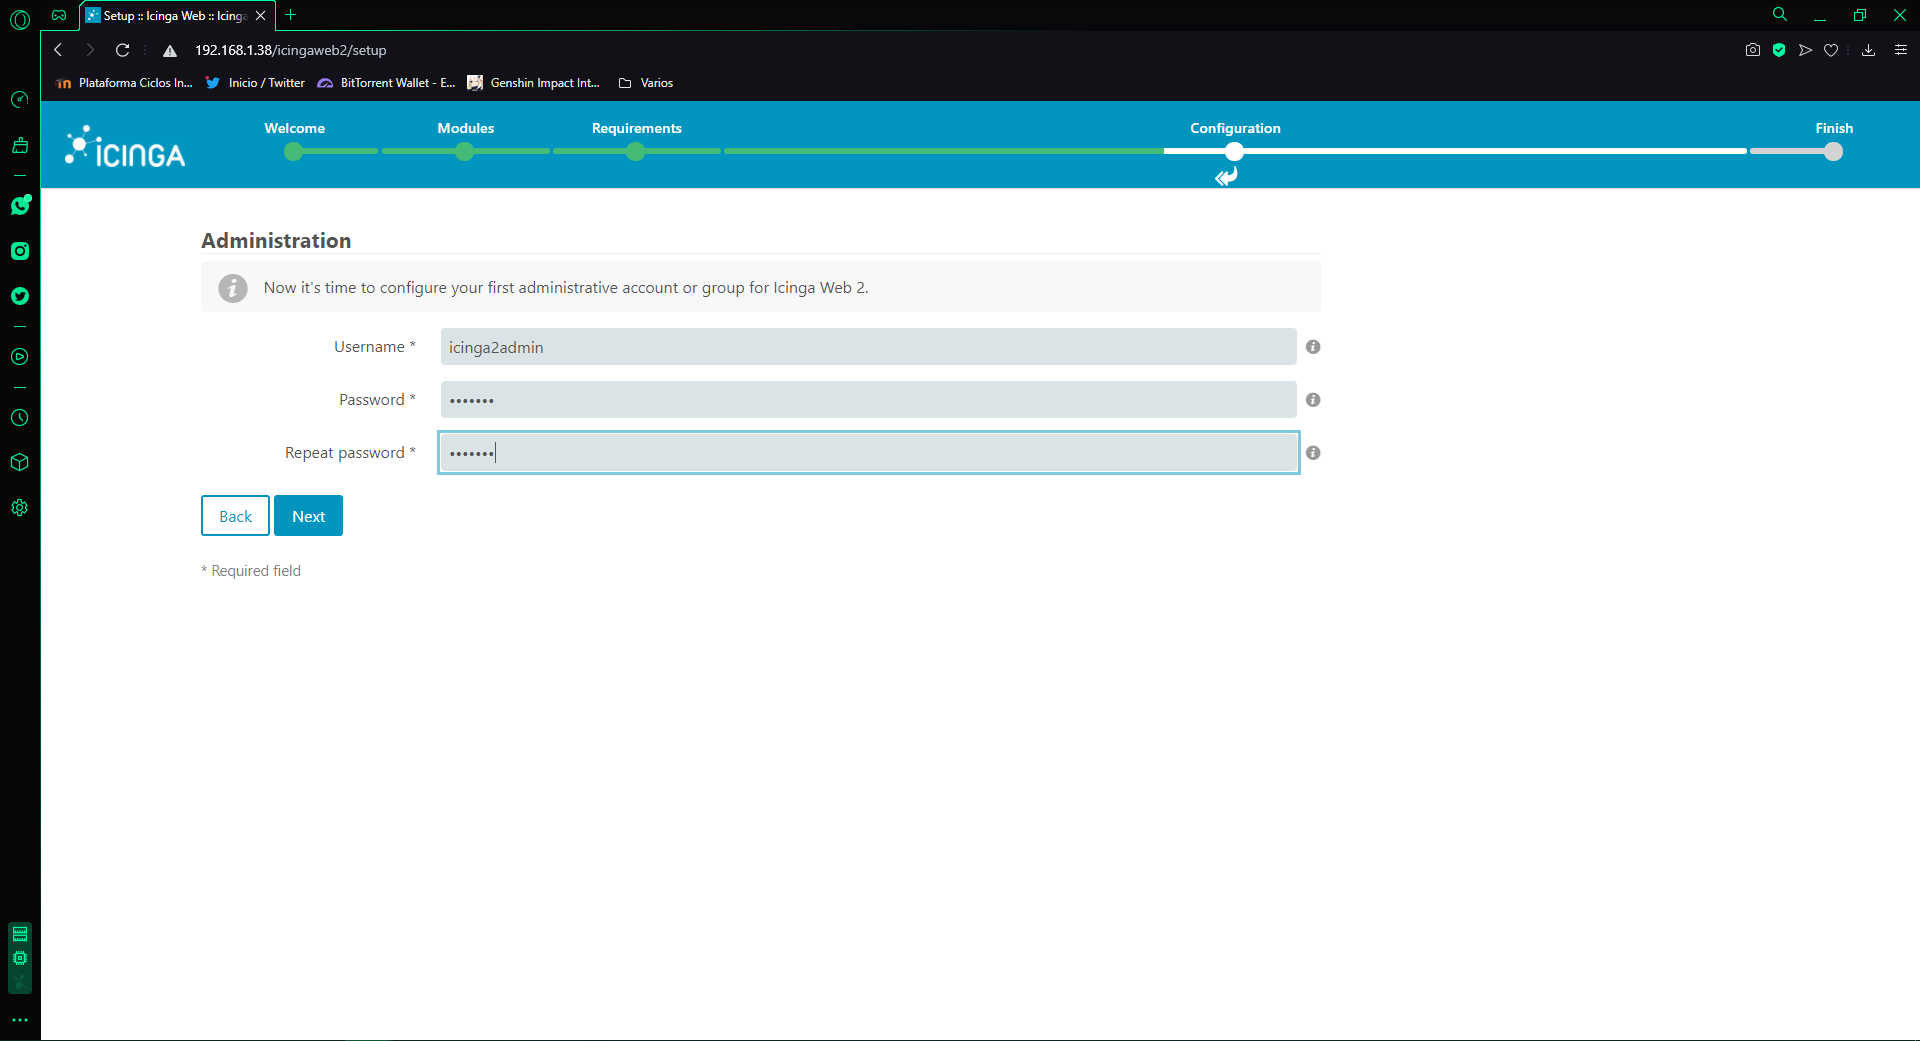 Setup :: Icinga Web :: Icinga
192.168.1.38/icingaweb2/setup
Plataforma Ciclos In... Inicio / Twitter BitTorrent Wallet - E... Genshin Impact Int... Varios
ICINGA
Welcome Modules Requirements Configuration Finish
Administration
Now it's time to configure your first administrative account or group for Icinga Web 2.
Username * icinga2admin
Password * •••••••
Repeat password * •••••••
Back Next
* Required field